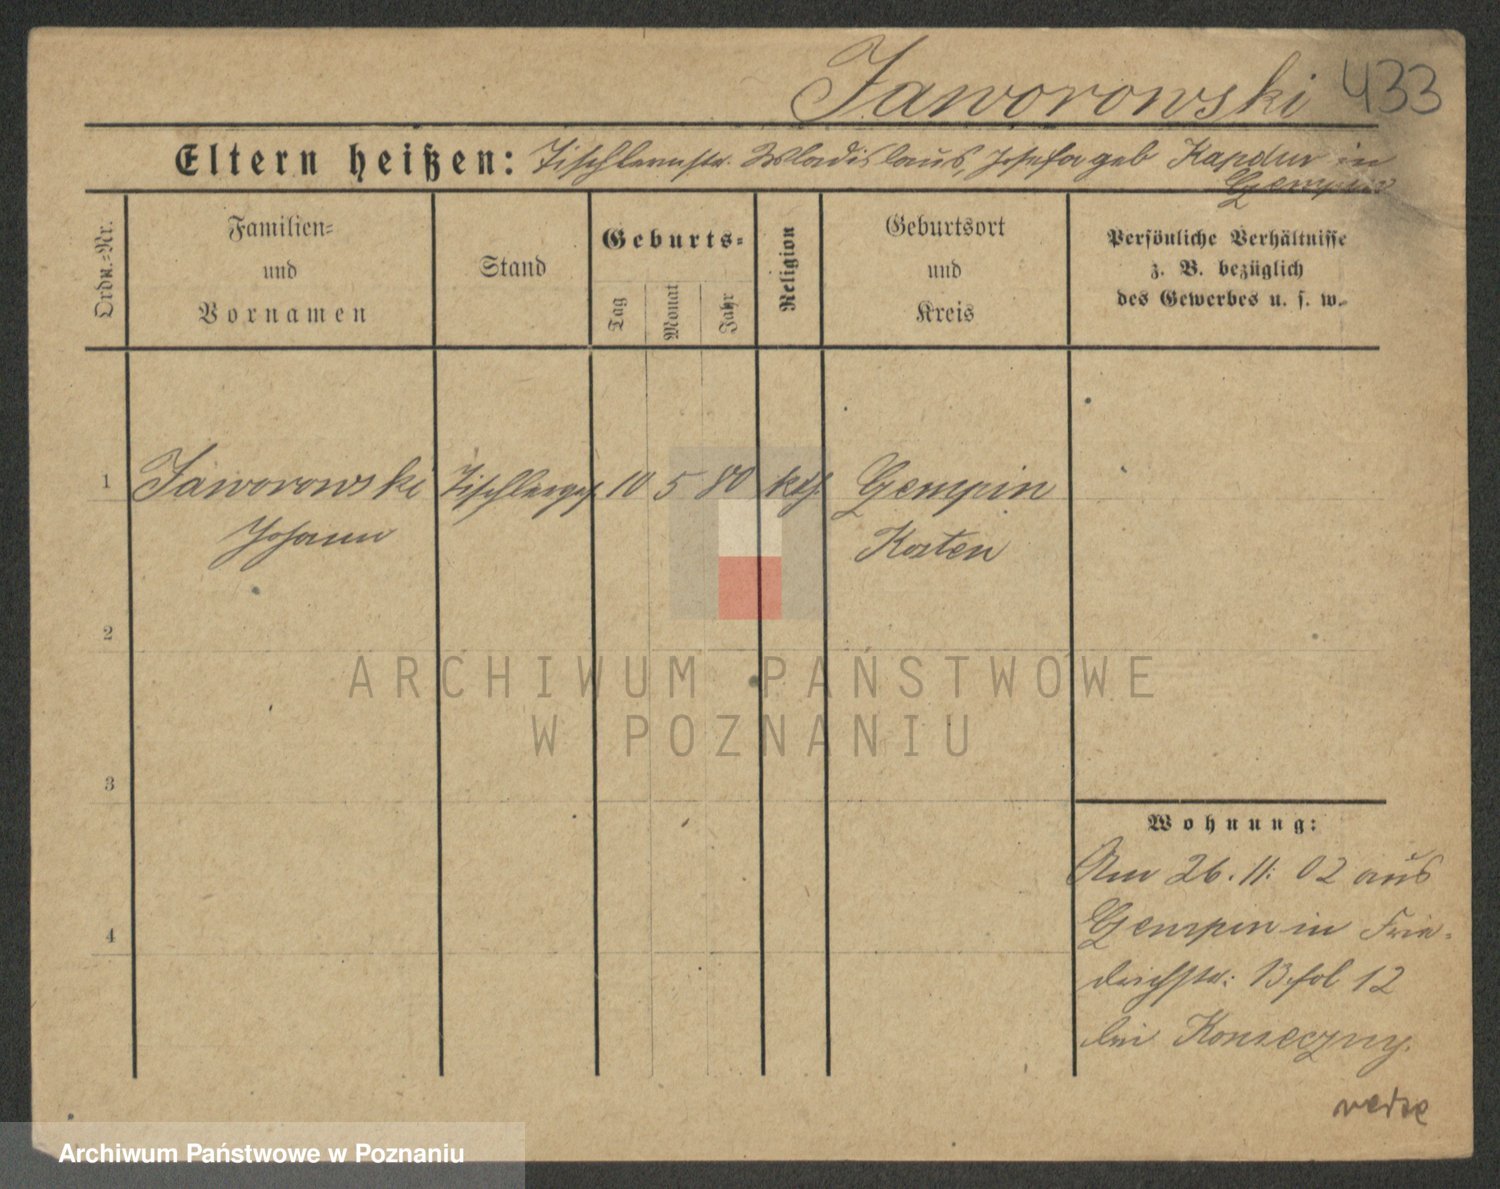 Jaworowski 433
Eltern heißen: Tischlermstr. Wladislaus, Josefa geb Kapdur in
Gempin
Ordn.-Nr.
Familien-
und
Vornamen
Stand
Geburts-
Tag
Monat
Jahr
Religion
Geburtsort
und
Kreis
Persönliche Verhältnisse
z. B. bezüglich
des Gewerbes u. s. w.
1 Jaworowski Tischlerges. 10 5 80 kth. Gempin
Johann Kosten
2
3
4
Wohnung:
Am 26. 11. 02 aus
Gempin in Frie-
drichstr: 13 fol 12
bei Konieczny.
ARCHIWUM PAŃSTWOWE
W POZNANIU
Archiwum Państwowe w Poznaniu